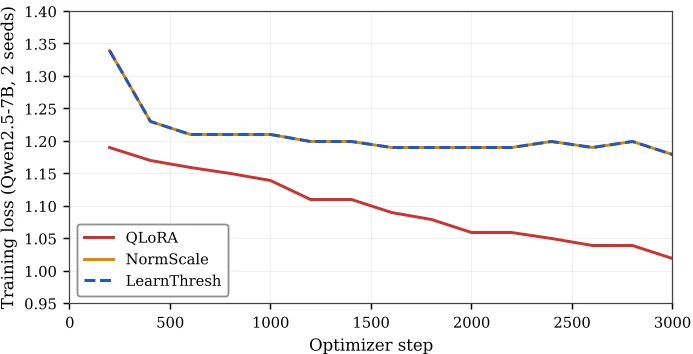 Training loss (Qwen2.5-7B, 2 seeds)
1.40
1.35
1.30
1.25
1.20
1.15
1.10
1.05
1.00
0.95
QLoRA
NormScale
LearnThresh
0 500 1000 1500 2000 2500 3000
Optimizer step